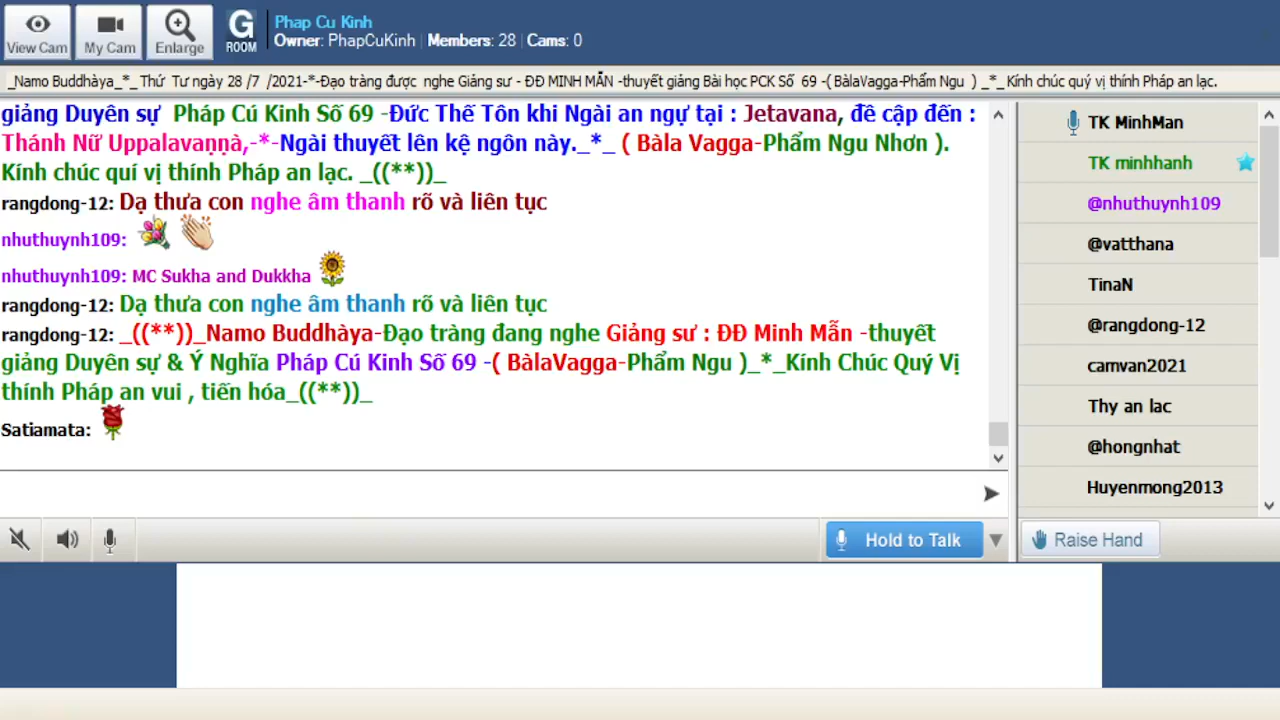 View Cam
My Cam
Enlarge
G ROOM
Phap Cu Kinh
Owner: PhapCuKinh | Members: 28 | Cams: 0
_Namo Buddhàya_*_ Thứ Tư ngày 28 /7 /2021-*-Đạo tràng được nghe Giảng sư - ĐĐ MINH MẪN -thuyết giảng Bài học PCK Số 69 -( BàlaVagga-Phẩm Ngu ) _*_ Kính chúc quý vị thính Pháp an lạc.
giảng Duyên sự Pháp Cú Kinh Số 69 -Đức Thế Tôn khi Ngài an ngự tại : Jetavana, đề cập đến :
Thánh Nữ Uppalavaṇṇà,-*-Ngài thuyết lên kệ ngôn này._*_ ( Bàla Vagga-Phẩm Ngu Nhơn ).
Kính chúc quí vị thính Pháp an lạc. _((**))_
rangdong-12: Dạ thưa con nghe âm thanh rõ và liên tục
nhuthuynh109:
nhuthuynh109: MC Sukha and Dukkha
rangdong-12: Dạ thưa con nghe âm thanh rõ và liên tục
rangdong-12: _((**))_Namo Buddhàya-Đạo tràng đang nghe Giảng sư : ĐĐ Minh Mẫn -thuyết
giảng Duyên sự & Ý Nghĩa Pháp Cú Kinh Số 69 -( BàlaVagga-Phẩm Ngu )_*_Kính Chúc Quý Vị
thính Pháp an vui , tiến hóa_((**))_
Satiamata:
TK MinhMan
TK minhhanh
@nhuthuynh109
@vatthana
TinaN
@rangdong-12
camvan2021
Thy an lac
@hongnhat
Huyenmong2013
Hold to Talk
Raise Hand